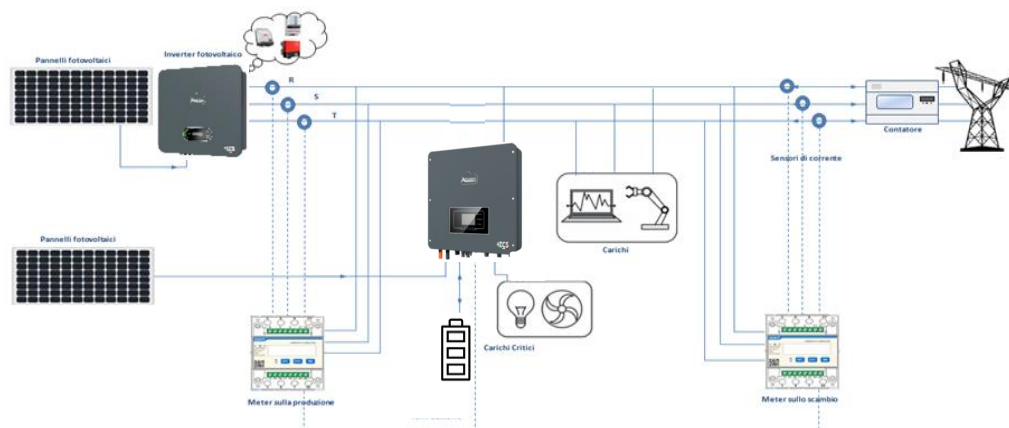 Pannelli fotovoltaici
Inverter fotovoltaico
R
S
T
Contatore
Sensori di corrente
Pannelli fotovoltaici
Carichi
Carichi Critici
Meter sulla produzione
Meter sullo scambio